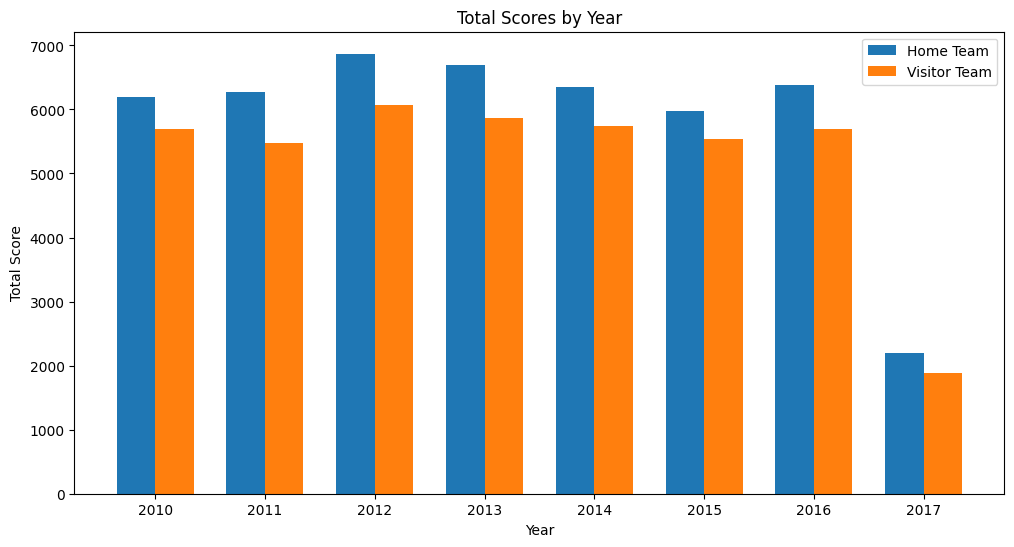 Total Scores by Year
Home Team
Visitor Team
Total Score
7000
6000
5000
4000
3000
2000
1000
0
2010 2011 2012 2013 2014 2015 2016 2017
Year